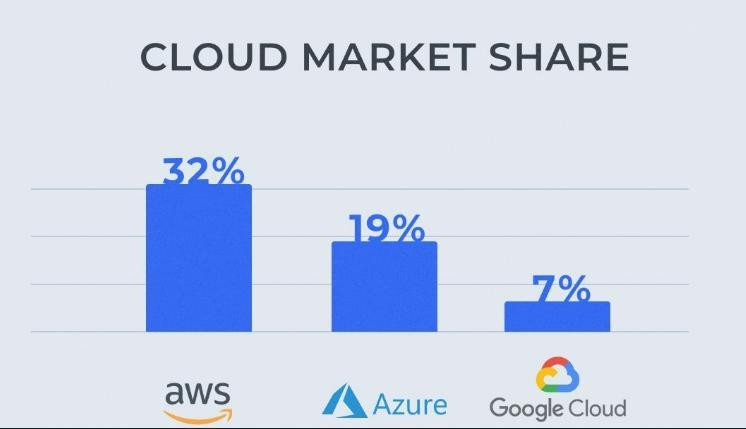 CLOUD MARKET SHARE
32%
19%
7%
aws
Azure
Google Cloud